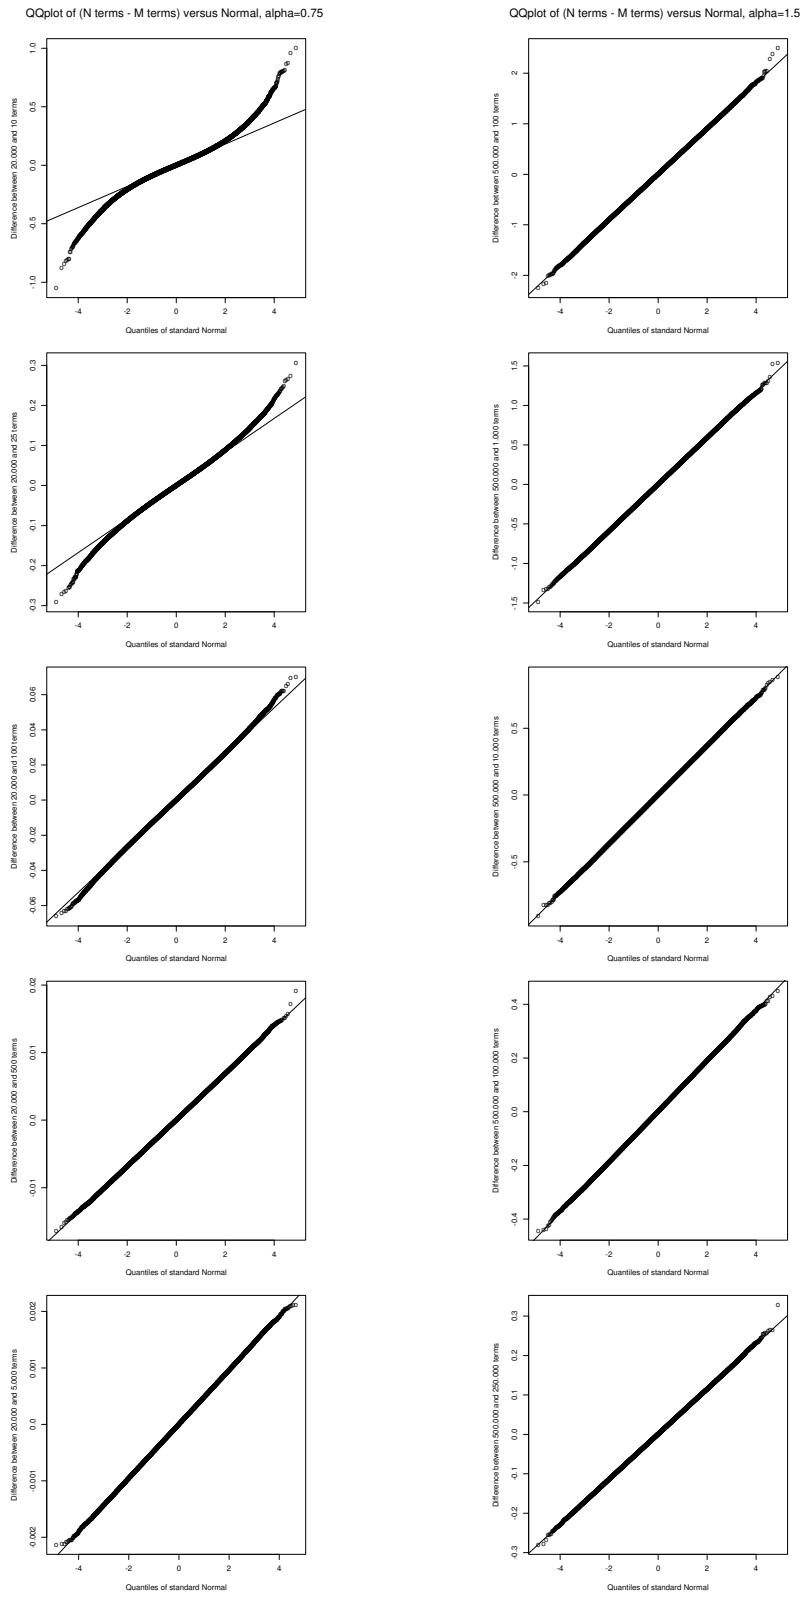 QQplot of (N terms - M terms) versus Normal, alpha=0.75
QQplot of (N terms - M terms) versus Normal, alpha=1.5
Difference between 20.000 and 10 terms
1.0
0.5
0.0
-0.5
-1.0
-4 -2 0 2 4
Quantiles of standard Normal
Difference between 500.000 and 100 terms
2
1
0
-1
-2
-4 -2 0 2 4
Quantiles of standard Normal
Difference between 20.000 and 25 terms
0.3
0.2
0.1
0.0
-0.1
-0.2
-0.3
-4 -2 0 2 4
Quantiles of standard Normal
Difference between 500.000 and 1.000 terms
1.5
1.0
0.5
0.0
-0.5
-1.0
-1.5
-4 -2 0 2 4
Quantiles of standard Normal
Difference between 20.000 and 100 terms
0.06
0.04
0.02
0.0
-0.02
-0.04
-0.06
-4 -2 0 2 4
Quantiles of standard Normal
Difference between 500.000 and 10.000 terms
0.5
0.0
-0.5
-4 -2 0 2 4
Quantiles of standard Normal
Difference between 20.000 and 500 terms
0.02
0.01
0.0
-0.01
-4 -2 0 2 4
Quantiles of standard Normal
Difference between 500.000 and 100.000 terms
0.4
0.2
0.0
-0.2
-0.4
-4 -2 0 2 4
Quantiles of standard Normal
Difference between 20.000 and 5.000 terms
0.002
0.001
0.0
-0.001
-0.002
-4 -2 0 2 4
Quantiles of standard Normal
Difference between 500.000 and 250.000 terms
0.3
0.2
0.1
0.0
-0.1
-0.2
-0.3
-4 -2 0 2 4
Quantiles of standard Normal